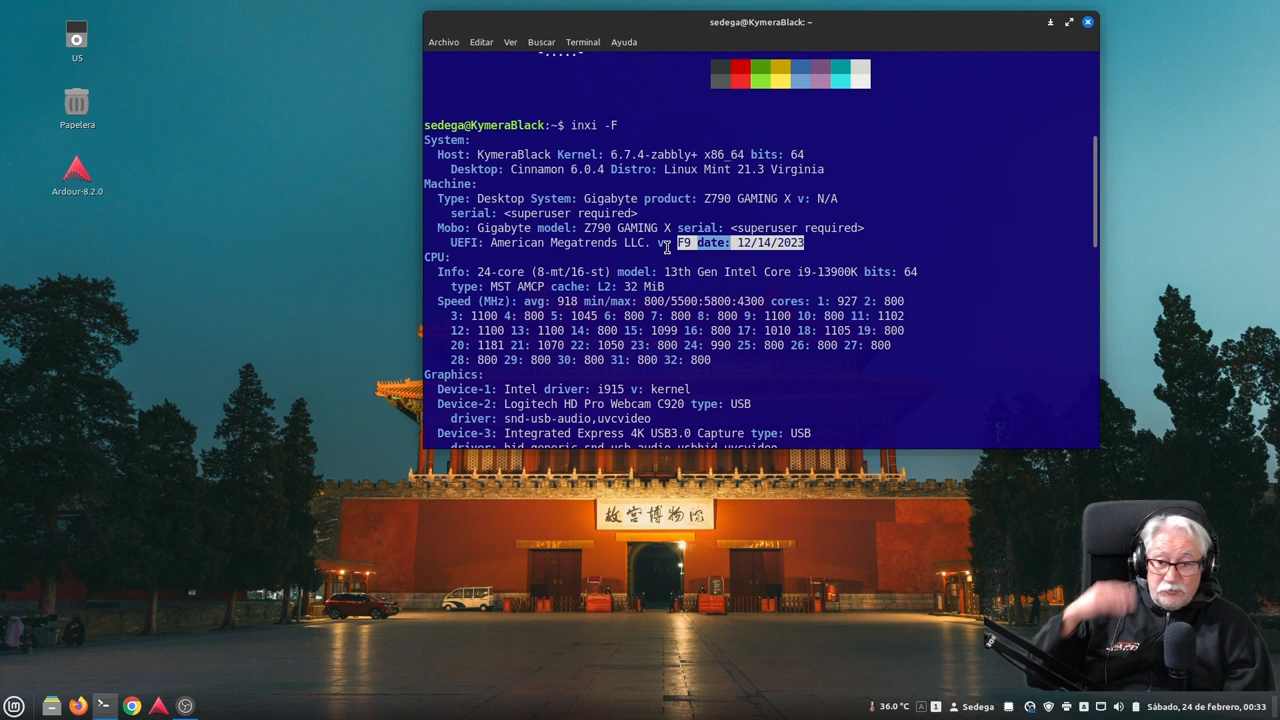 sedega@KymeraBlack: ~
Archivo Editar Ver Buscar Terminal Ayuda
U5
Papelera
Ardour-8.2.0
sedega@KymeraBlack:~$ inxi -F
System:
Host: KymeraBlack Kernel: 6.7.4-zabbly+ x86_64 bits: 64
Desktop: Cinnamon 6.0.4 Distro: Linux Mint 21.3 Virginia
Machine:
Type: Desktop System: Gigabyte product: Z790 GAMING X v: N/A
serial: <superuser required>
Mobo: Gigabyte model: Z790 GAMING X serial: <superuser required>
UEFI: American Megatrends LLC. v: F9 date: 12/14/2023
CPU:
Info: 24-core (8-mt/16-st) model: 13th Gen Intel Core i9-13900K bits: 64
type: MST AMCP cache: L2: 32 MiB
Speed (MHz): avg: 918 min/max: 800/5500:5800:4300 cores: 1: 927 2: 800
3: 1100 4: 800 5: 1045 6: 800 7: 800 8: 800 9: 1100 10: 800 11: 1102
12: 1100 13: 1100 14: 800 15: 1099 16: 800 17: 1010 18: 1105 19: 800
20: 1181 21: 1070 22: 1050 23: 800 24: 990 25: 800 26: 800 27: 800
28: 800 29: 800 30: 800 31: 800 32: 800
Graphics:
Device-1: Intel driver: i915 v: kernel
Device-2: Logitech HD Pro Webcam C920 type: USB
driver: snd-usb-audio,uvcvideo
Device-3: Integrated Express 4K USB3.0 Capture type: USB
driver: hid-generic,snd-usb-audio,usbhid,uvcvideo
故宫博物院
36.0°C A 1 Sedega A Sábado, 24 de febrero, 00:33